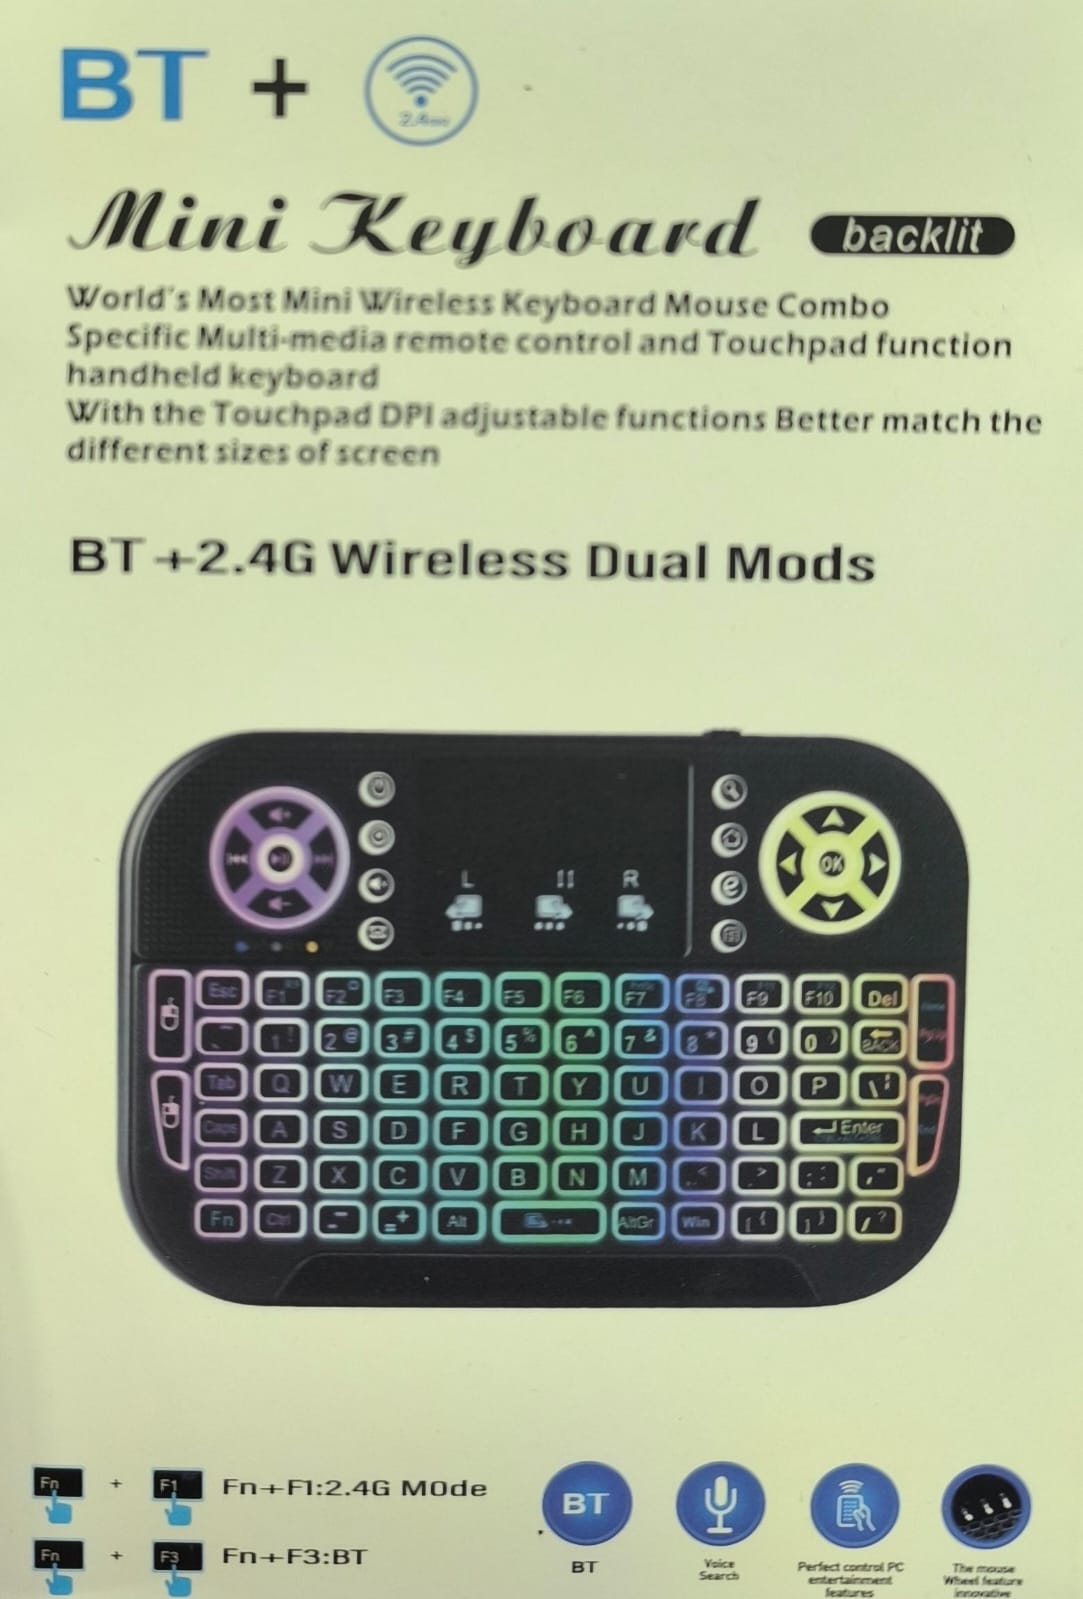 BT +
Mini Keyboard backlit
World's Most Mini Wireless Keyboard Mouse Combo
Specific Multi-media remote control and Touchpad function
handheld keyboard
With the Touchpad DPI adjustable functions Better match the
different sizes of screen
BT +2.4G Wireless Dual Mods
OK
L R
Esc F1 F2 F3 F4 F5 F6 F7 F8 F9 F10 Del
1 ! 2 @ 3 # 4 $ 5 % 6 ^ 7 & 8 * 9 ( 0 ) BACK
Tab Q W E R T Y U I O P \ ¦
Caps A S D F G H J K L Enter
Shift Z X C V B N M , < . > ; :
Fn Ctrl - = + Alt AltGr Win [ { ] } / ?
Fn + F1 Fn+F1:2.4G MOde
Fn + F3 Fn+F3:BT
BT
BT
Voice
Search
Perfect control PC
entertainment
features
The mouse
Wheel feature
innovative